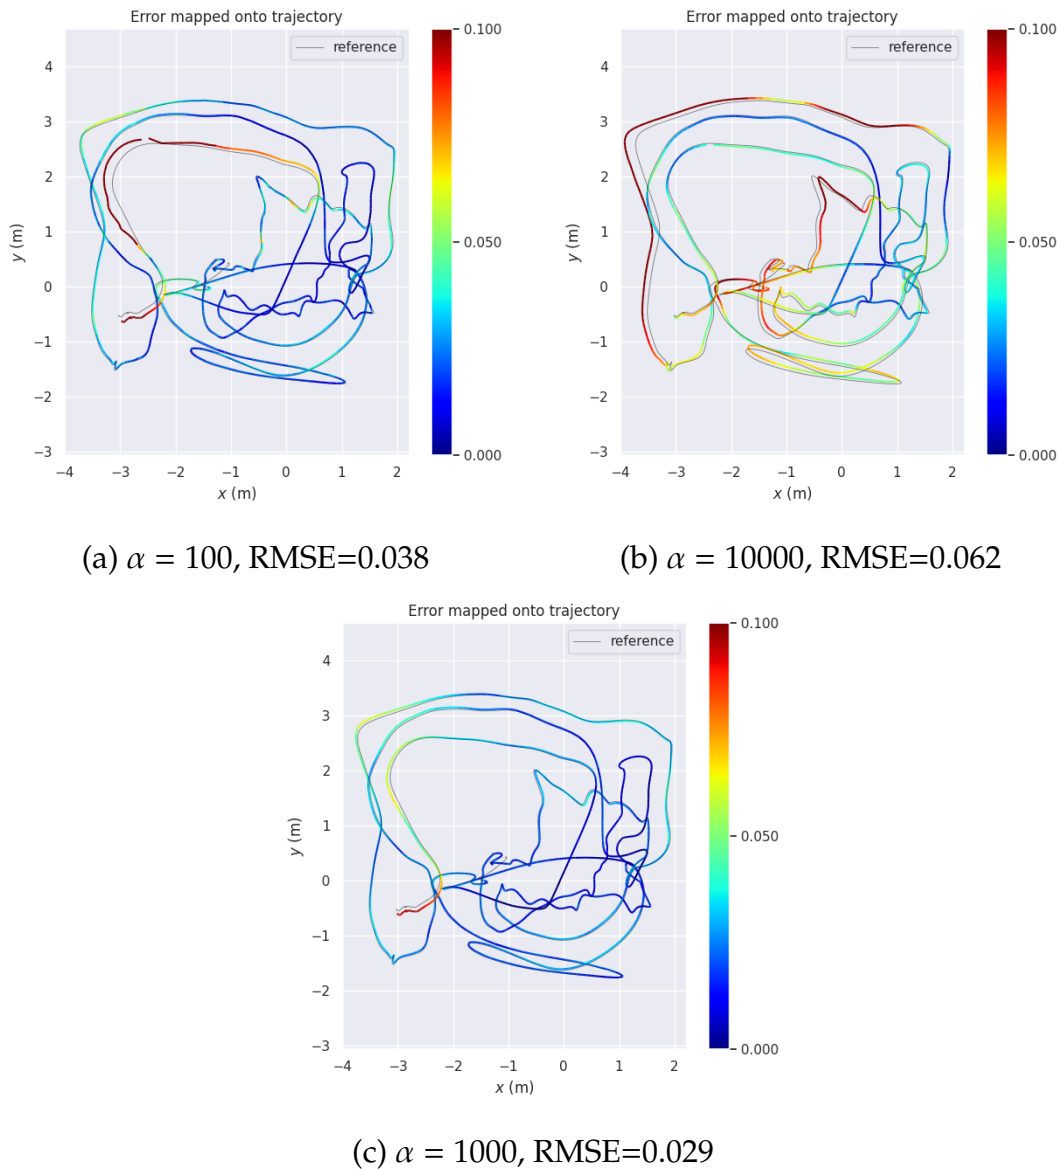 Error mapped onto trajectory
reference
4
3
2
1
0
−1
−2
−3
y (m)
−4 −3 −2 −1 0 1 2
x (m)
0.100
0.050
0.000
Error mapped onto trajectory
reference
4
3
2
1
0
−1
−2
−3
y (m)
−4 −3 −2 −1 0 1 2
x (m)
0.100
0.050
0.000
(a) α = 100, RMSE=0.038
(b) α = 10000, RMSE=0.062
Error mapped onto trajectory
reference
4
3
2
1
0
−1
−2
−3
y (m)
−4 −3 −2 −1 0 1 2
x (m)
0.100
0.050
0.000
(c) α = 1000, RMSE=0.029